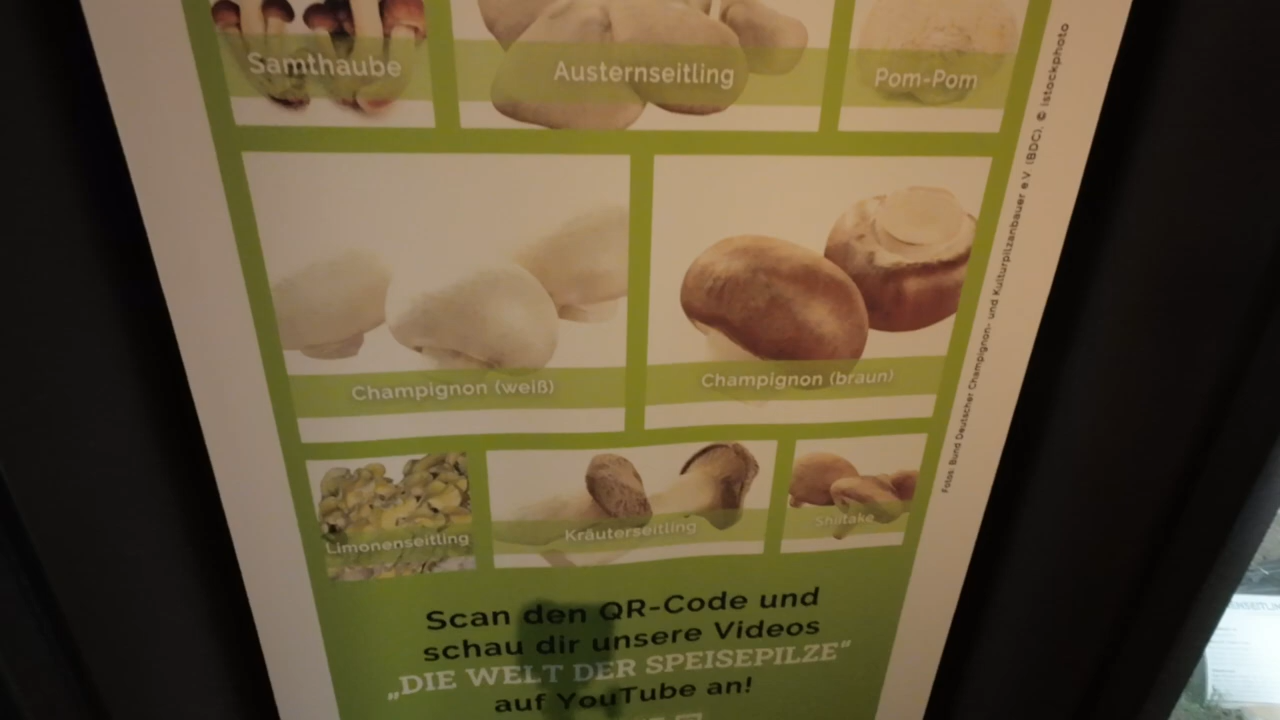 Samthaube
Austernseitling
Pom-Pom
Champignon (weiß)
Champignon (braun)
Limonenseitling
Kräuterseitling
Shiitake
Scan den QR-Code und
schau dir unsere Videos
„DIE WELT DER SPEISEPILZE“
auf YouTube an!
Fotos: Bund Deutscher Champignon- und Kulturpilzanbauer e.V. (BDC), © istockphoto